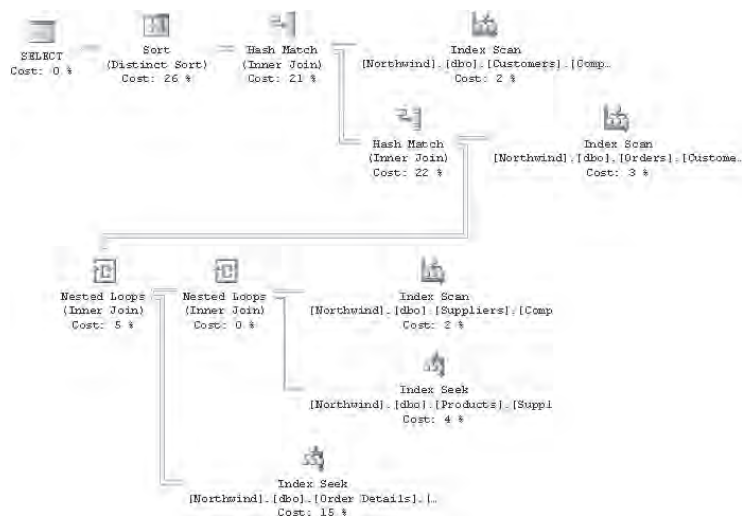 SELECT
Cost: 0 %
Sort
(Distinct Sort)
Cost: 26 %
Hash Match
(Inner Join)
Cost: 21 %
Index Scan
[Northwind].[dbo].[Customers].[Comp…
Cost: 2 %
Hash Match
(Inner Join)
Cost: 22 %
Index Scan
[Northwind].[dbo].[Orders].[Custome…
Cost: 3 %
Nested Loops
(Inner Join)
Cost: 5 %
Nested Loops
(Inner Join)
Cost: 0 %
Index Scan
[Northwind].[dbo].[Suppliers].[Comp
Cost: 2 %
Index Seek
[Northwind].[dbo].[Products].[Suppl
Cost: 4 %
Index Seek
[Northwind].[dbo].[Order Details].[…
Cost: 15 %